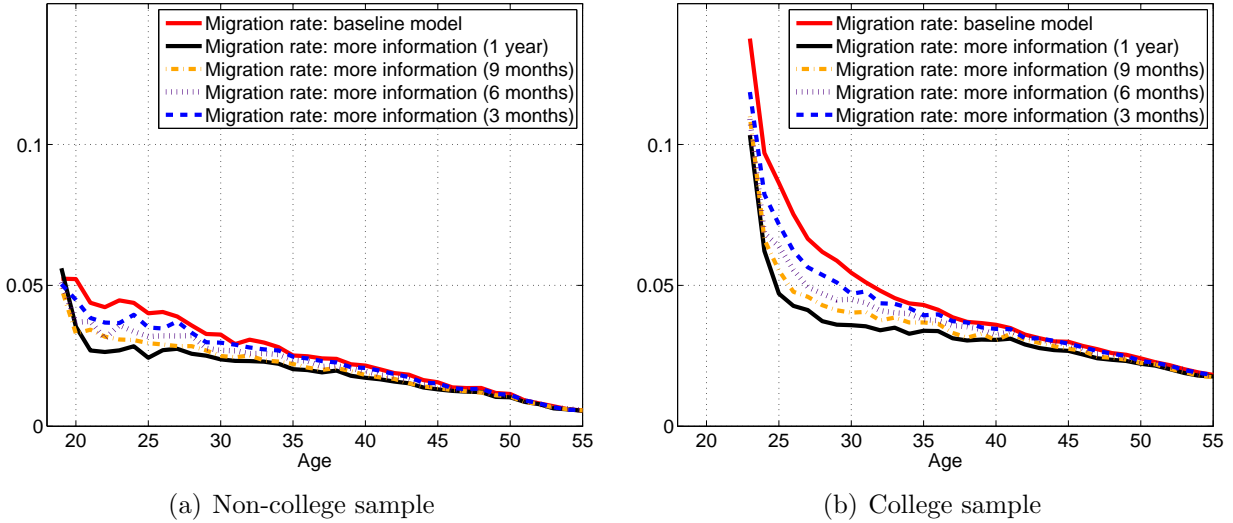 Migration rate: baseline model
Migration rate: more information (1 year)
Migration rate: more information (9 months)
Migration rate: more information (6 months)
Migration rate: more information (3 months)
0.1
0.05
0
20 25 30 35 40 45 50 55
Age
(a) Non-college sample
Migration rate: baseline model
Migration rate: more information (1 year)
Migration rate: more information (9 months)
Migration rate: more information (6 months)
Migration rate: more information (3 months)
0.1
0.05
0
20 25 30 35 40 45 50 55
Age
(b) College sample